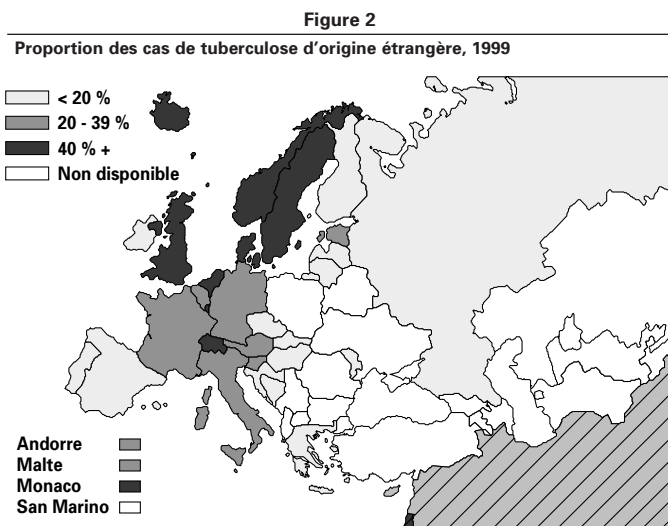 Figure 2
Proportion des cas de tuberculose d'origine étrangère, 1999
< 20 %
20 - 39 %
40 % +
Non disponible
Andorre
Malte
Monaco
San Marino